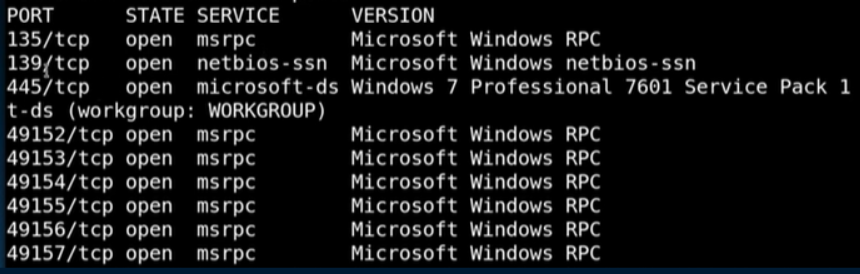 PORT STATE SERVICE VERSION
135/tcp open msrpc Microsoft Windows RPC
139/tcp open netbios-ssn Microsoft Windows netbios-ssn
445/tcp open microsoft-ds Windows 7 Professional 7601 Service Pack 1
t-ds (workgroup: WORKGROUP)
49152/tcp open msrpc Microsoft Windows RPC
49153/tcp open msrpc Microsoft Windows RPC
49154/tcp open msrpc Microsoft Windows RPC
49155/tcp open msrpc Microsoft Windows RPC
49156/tcp open msrpc Microsoft Windows RPC
49157/tcp open msrpc Microsoft Windows RPC